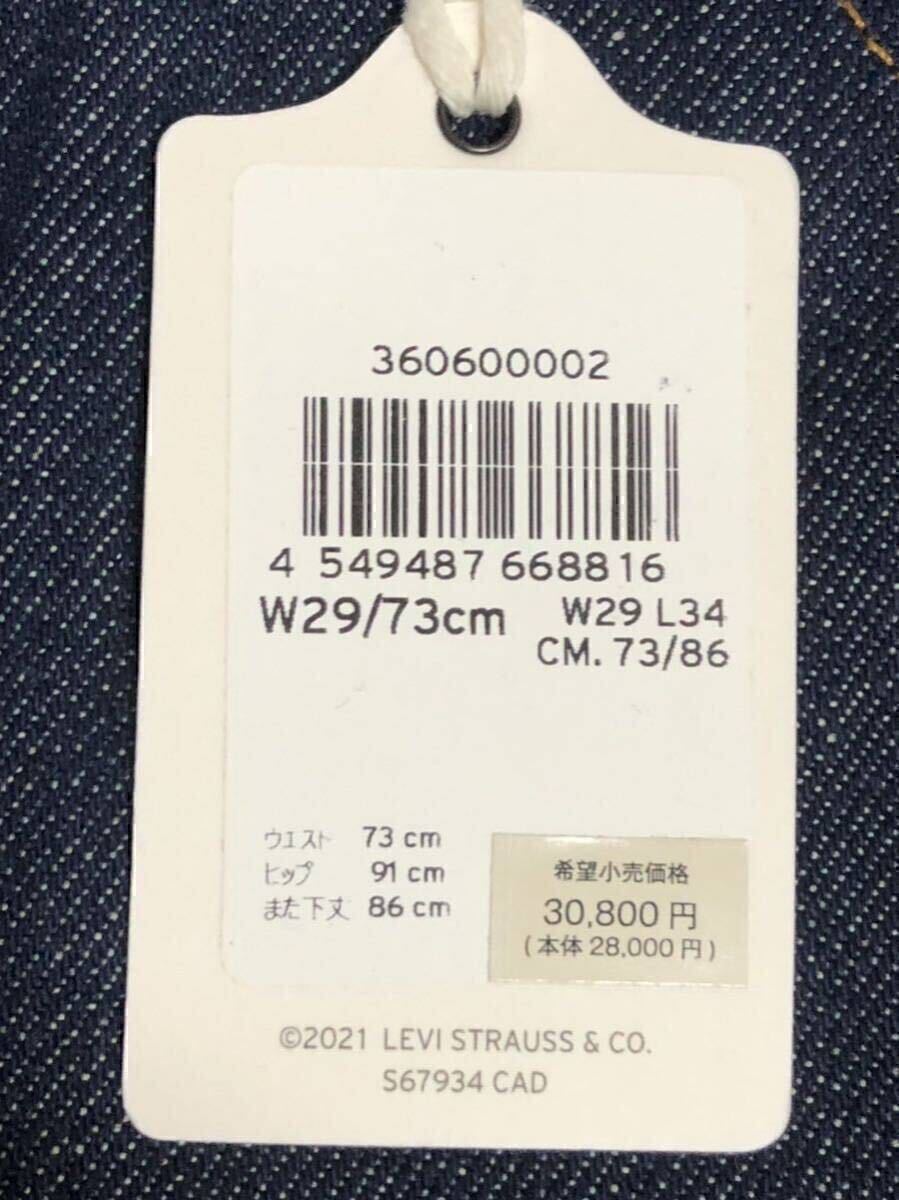 360600002
4 549487 668816
W29/73cm
W29 L34
CM. 73/86
ウエスト 73 cm
ヒップ 91 cm
また下丈 86 cm
希望小売価格
30,800 円
(本体 28,000 円)
©2021 LEVI STRAUSS & CO.
S67934 CAD